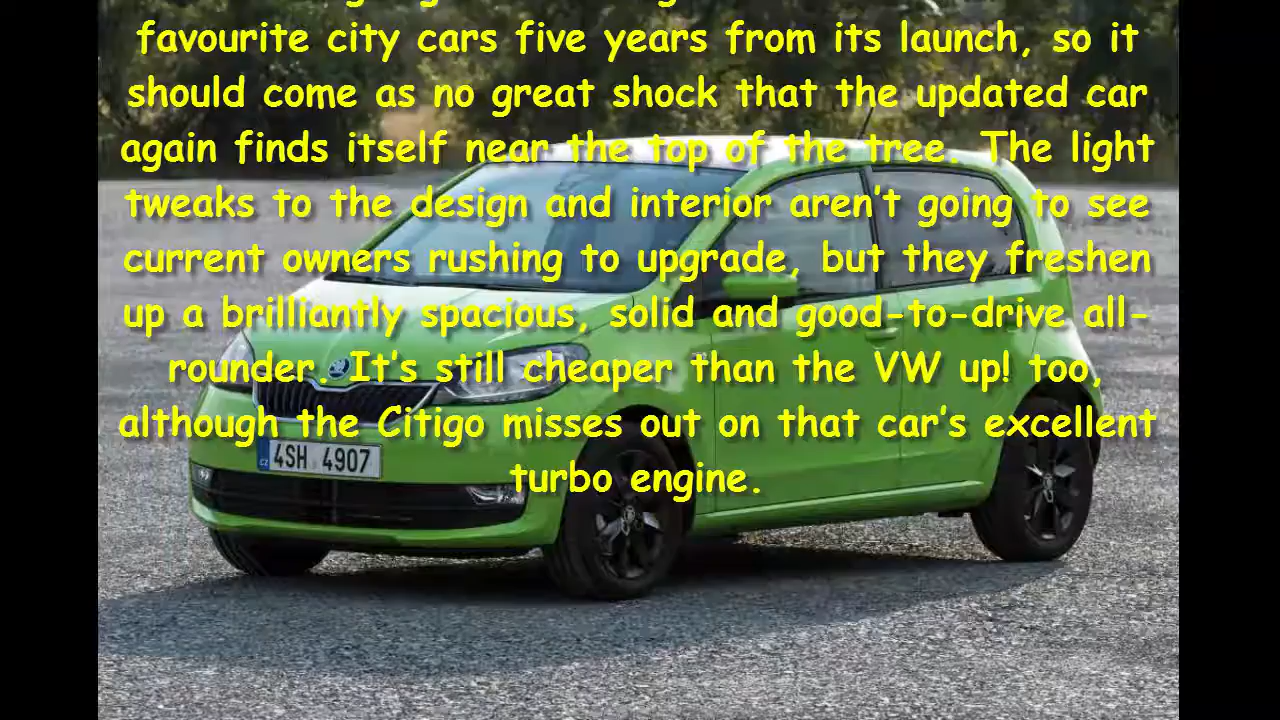 favourite city cars five years from its launch, so it
should come as no great shock that the updated car
again finds itself near the top of the tree. The light
tweaks to the design and interior aren't going to see
current owners rushing to upgrade, but they freshen
up a brilliantly spacious, solid and good-to-drive all-
rounder. It's still cheaper than the VW up! too,
although the Citigo misses out on that car's excellent
turbo engine.
CZ
4SH 4907